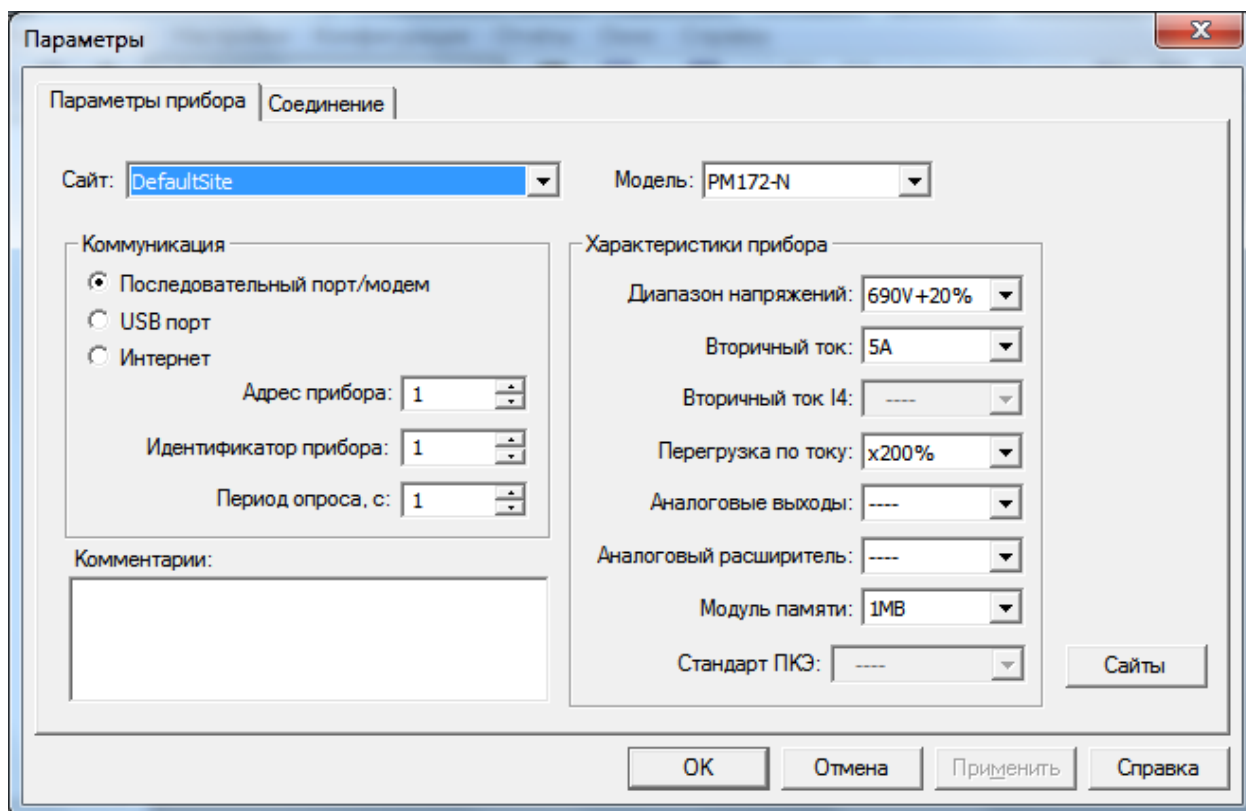 Параметры
Параметры прибора
Соединение
Сайт: DefaultSite
Модель: PM172-N
Коммуникация
Последовательный порт/модем
USB порт
Интернет
Адрес прибора: 1
Идентификатор прибора: 1
Период опроса, с: 1
Комментарии:
Характеристики прибора
Диапазон напряжений: 690V+20%
Вторичный ток: 5A
Вторичный ток I4: ----
Перегрузка по току: x200%
Аналоговые выходы: ----
Аналоговый расширитель: ----
Модуль памяти: 1MB
Стандарт ПКЭ: ----
Сайты
OK
Отмена
Применить
Справка